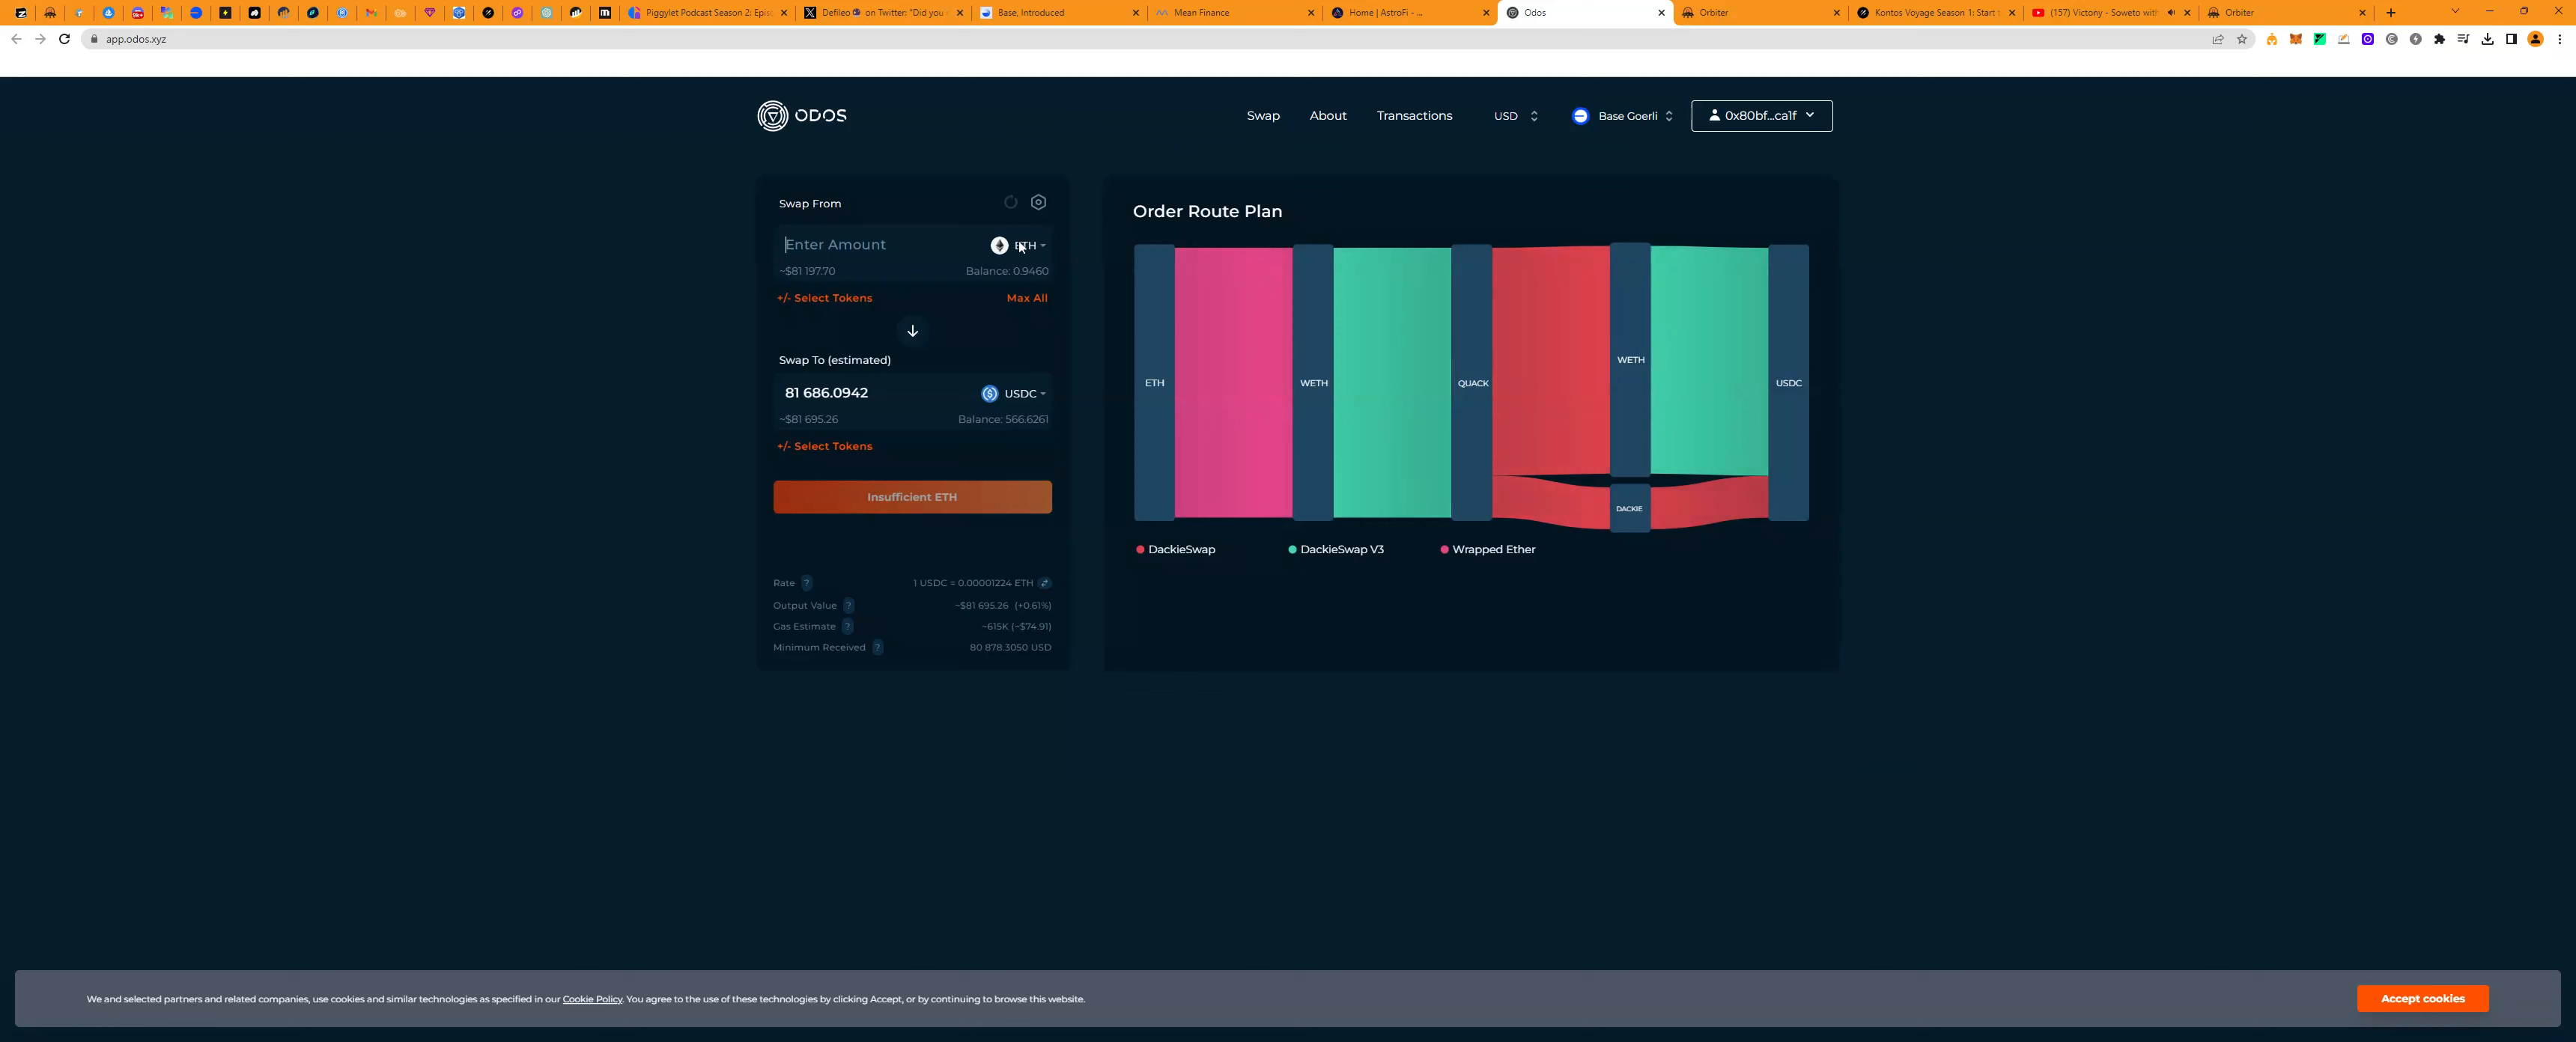 Piggylet Podcast Season 2: Epis
Defileo on Twitter: "Did you
Base, Introduced
Mean Finance
Home | AstroFi - ...
Odos
Orbiter
Kontos Voyage Season 1: Start
(157) Victony - Soweto with
Orbiter
app.odos.xyz
ODOS
Swap
About
Transactions
USD
Base Goerli
0x80bf...ca1f
Swap From
Enter Amount
ETH
~$81 197.70
Balance: 0.9460
+/- Select Tokens
Max All
Swap To (estimated)
81 686.0942
USDC
~$81 695.26
Balance: 566.6261
+/- Select Tokens
Insufficient ETH
Rate ?
1 USDC = 0.00001224 ETH
Output Value ?
~$81 695.26 (+0.61%)
Gas Estimate ?
~615K (~$74.91)
Minimum Received ?
80 878.3050 USD
Order Route Plan
ETH
WETH
QUACK
WETH
DACKIE
USDC
DackieSwap
DackieSwap V3
Wrapped Ether
We and selected partners and related companies, use cookies and similar technologies as specified in our Cookie Policy. You agree to the use of these technologies by clicking Accept, or by continuing to browse this website.
Accept cookies